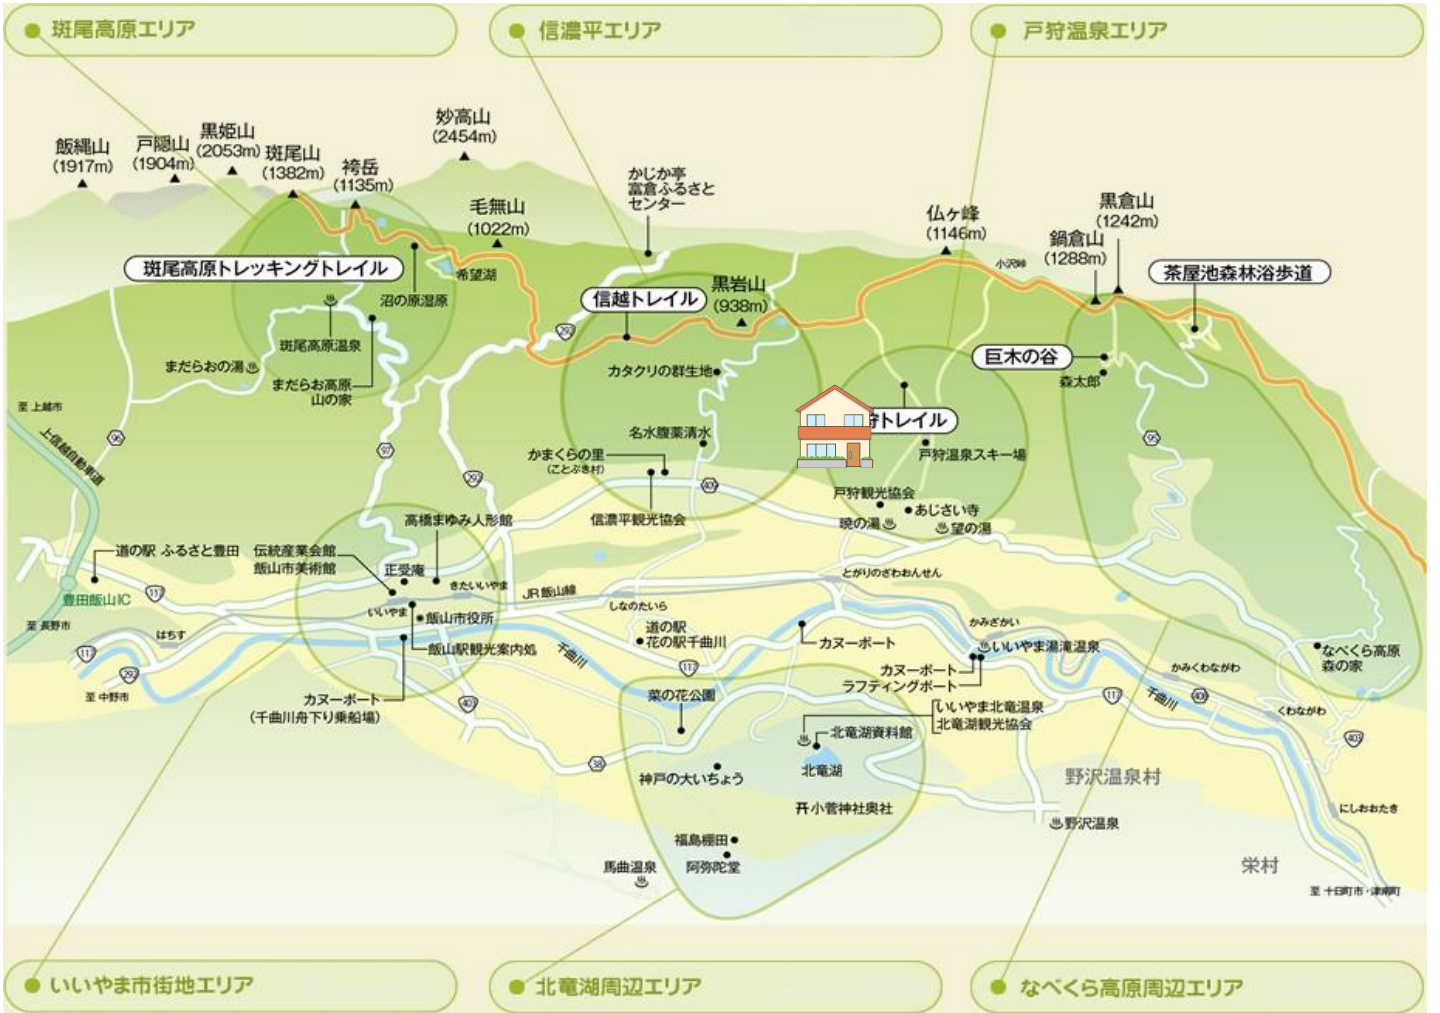 斑尾高原エリア
信濃平エリア
戸狩温泉エリア
飯縄山
(1917m)
戸隠山
(1904m)
黒姫山
(2053m)
斑尾山
(1382m)
袴岳
(1135m)
妙高山
(2454m)
毛無山
(1022m)
かじか亭
富倉ふるさと
センター
仏ヶ峰
(1146m)
小沢峠
鍋倉山
(1288m)
黒倉山
(1242m)
茶屋池森林浴歩道
斑尾高原トレッキングトレイル
希望湖
沼の原湿原
信越トレイル
黒岩山
(938m)
292
斑尾高原温泉
まだらおの湯
まだらお高原
山の家
カタクリの群生地
巨木の谷
森太郎
狩トレイル
戸狩温泉スキー場
至 上越市
上信越自動車道
96
97
292
95
名水腹薬清水
かまくらの里
(ことぶき村)
409
信濃平観光協会
戸狩観光協会
あじさい寺
暁の湯
望の湯
高橋まゆみ人形館
道の駅 ふるさと豊田
伝統産業会館
飯山市美術館
正受庵
きたいいやま
JR飯山線
とがりのざわおんせん
豊田飯山IC
117
いいやま
飯山市役所
しなのたいら
至 長野市
はちす
飯山駅観光案内処
千曲川
道の駅
花の駅千曲川
カヌーポート
かみざかい
いいやま湯滝温泉
なべくら高原
森の家
117
292
117
カヌーポート
ラフティングポート
かみくわながわ
至 中野市
カヌーポート
(千曲川舟下り乗船場)
403
菜の花公園
いいやま北竜温泉
北竜湖観光協会
117
千曲川
408
くわながわ
403
北竜湖資料館
38
神戸の大いちょう
北竜湖
野沢温泉村
小菅神社奥社
野沢温泉
にしおおたき
福島棚田
阿弥陀堂
馬曲温泉
栄村
至 十日町市・津南町
いいやま市街地エリア
北竜湖周辺エリア
なべくら高原周辺エリア